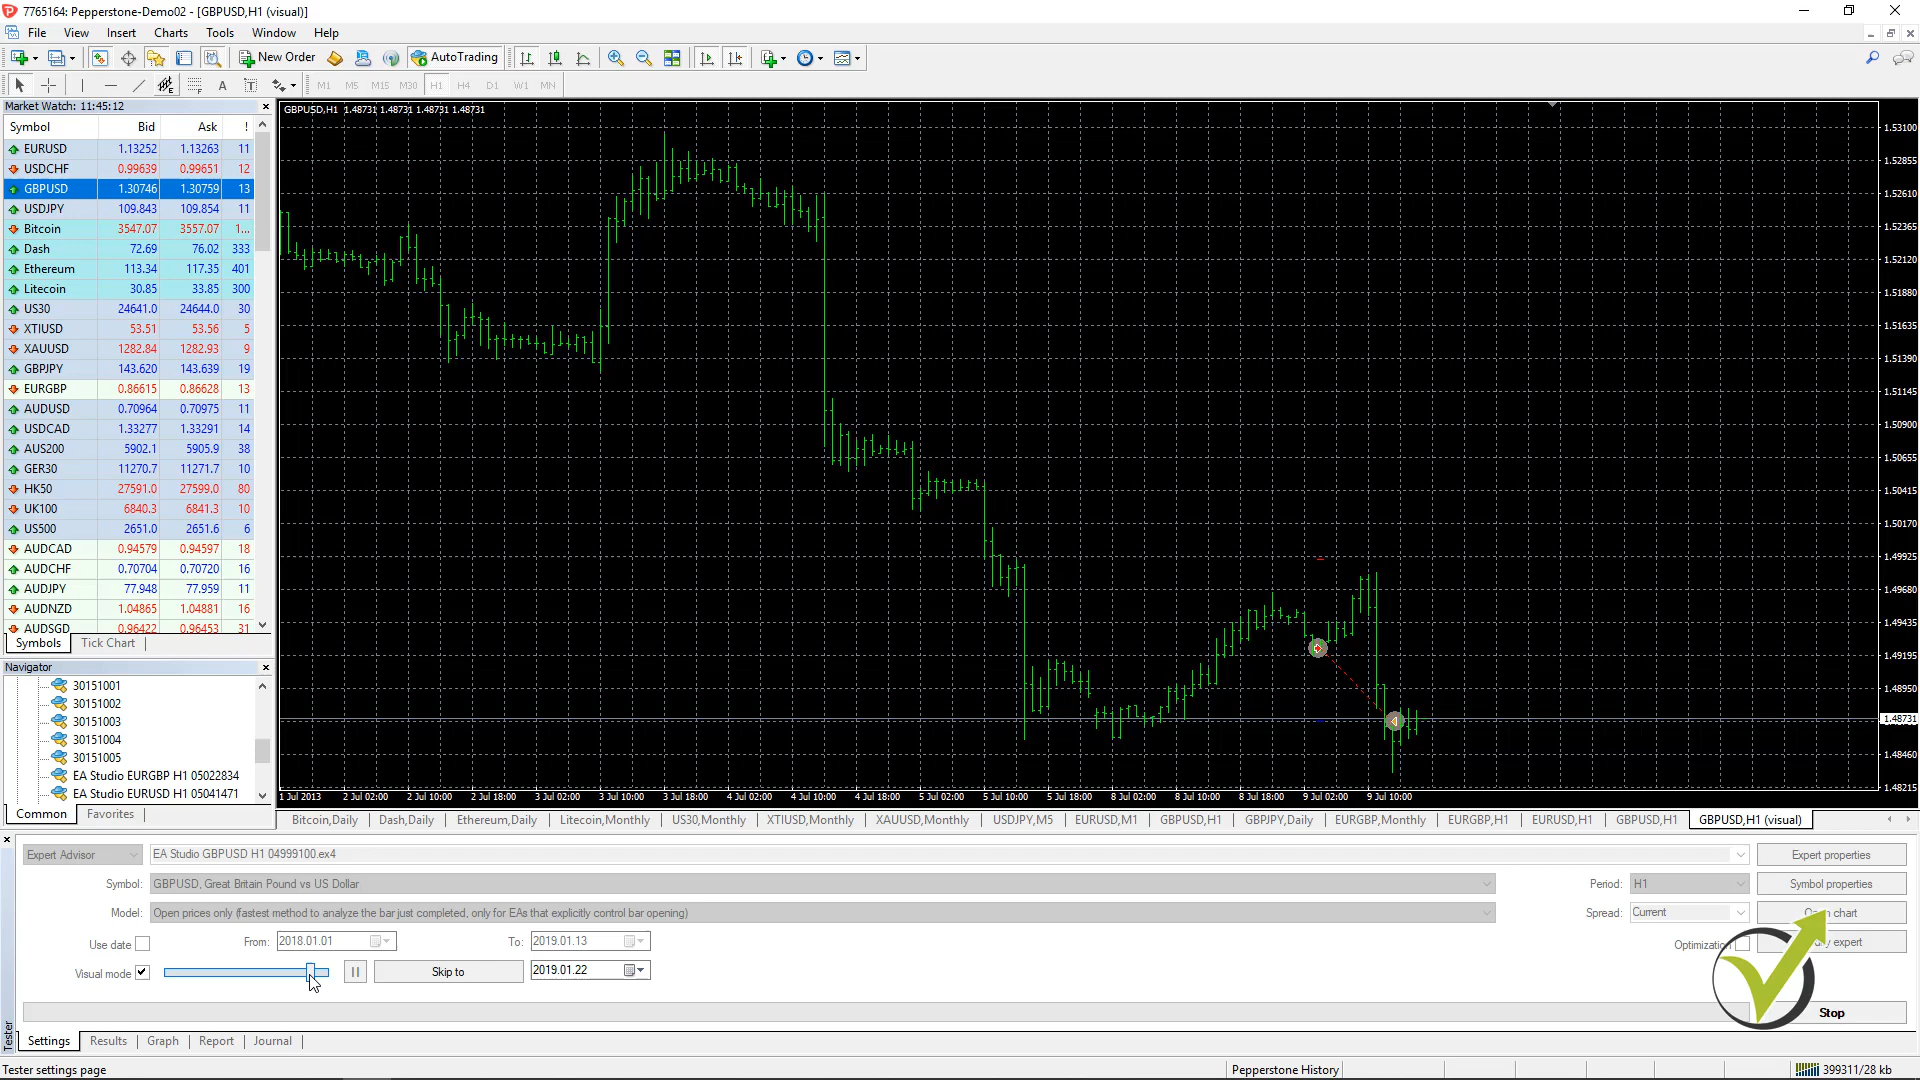 7765164: Pepperstone-Demo02 - [GBPUSD,H1 (visual)]
File View Insert Charts Tools Window Help
New Order AutoTrading
M1 M5 M15 M30 H1 H4 D1 W1 MN
Market Watch: 11:45:12
Symbol Bid Ask !
EURUSD 1.13252 1.13263 11
USDCHF 0.99639 0.99651 12
GBPUSD 1.30746 1.30759 13
USDJPY 109.843 109.854 11
Bitcoin 3547.07 3557.07 1...
Dash 72.69 76.02 333
Ethereum 113.34 117.35 401
Litecoin 30.85 33.85 300
US30 24641.0 24644.0 30
XTIUSD 53.51 53.56 5
XAUUSD 1282.84 1282.93 9
GBPJPY 143.620 143.639 19
EURGBP 0.86615 0.86628 13
AUDUSD 0.70964 0.70975 11
USDCAD 1.33277 1.33291 14
AUS200 5902.1 5905.9 38
GER30 11270.7 11271.7 10
HK50 27591.0 27599.0 80
UK100 6840.3 6841.3 10
US500 2651.0 2651.6 6
AUDCAD 0.94579 0.94597 18
AUDCHF 0.70704 0.70720 16
AUDJPY 77.948 77.959 11
AUDNZD 1.04865 1.04881 16
AUDSGD 0.96422 0.96453 31
Symbols Tick Chart
Navigator
30151001
30151002
30151003
30151004
30151005
EA Studio EURGBP H1 05022834
EA Studio EURUSD H1 05041471
Common Favorites
GBPUSD,H1 1.48731 1.48731 1.48731 1.48731
1.53100
1.52855
1.52610
1.52365
1.52120
1.51880
1.51635
1.51390
1.51145
1.50900
1.50655
1.50415
1.50170
1.49925
1.49680
1.49435
1.49195
1.48950
1.48731
1.48460
1.48215
1 Jul 2013 2 Jul 02:00 2 Jul 10:00 2 Jul 18:00 3 Jul 02:00 3 Jul 10:00 3 Jul 18:00 4 Jul 02:00 4 Jul 10:00 4 Jul 18:00 5 Jul 02:00 5 Jul 10:00 5 Jul 18:00 8 Jul 02:00 8 Jul 10:00 8 Jul 18:00 9 Jul 02:00 9 Jul 10:00
Bitcoin,Daily Dash,Daily Ethereum,Daily Litecoin,Monthly US30,Monthly XTIUSD,Monthly XAUUSD,Monthly USDJPY,M5 EURUSD,M1 GBPUSD,H1 GBPJPY,Daily EURGBP,Monthly EURGBP,H1 EURUSD,H1 GBPUSD,H1 GBPUSD,H1 (visual)
Expert Advisor EA Studio GBPUSD H1 04999100.ex4 Expert properties
Symbol: GBPUSD, Great Britain Pound vs US Dollar Period: H1 Symbol properties
Model: Open prices only (fastest method to analyze the bar just completed, only for EAs that explicitly control bar opening) Spread: Current chart
Use date From: 2018.01.01 To: 2019.01.13 Optimization expert
Visual mode Skip to 2019.01.22
Stop
Tester
Settings Results Graph Report Journal
Tester settings page Pepperstone History 399311/28 kb